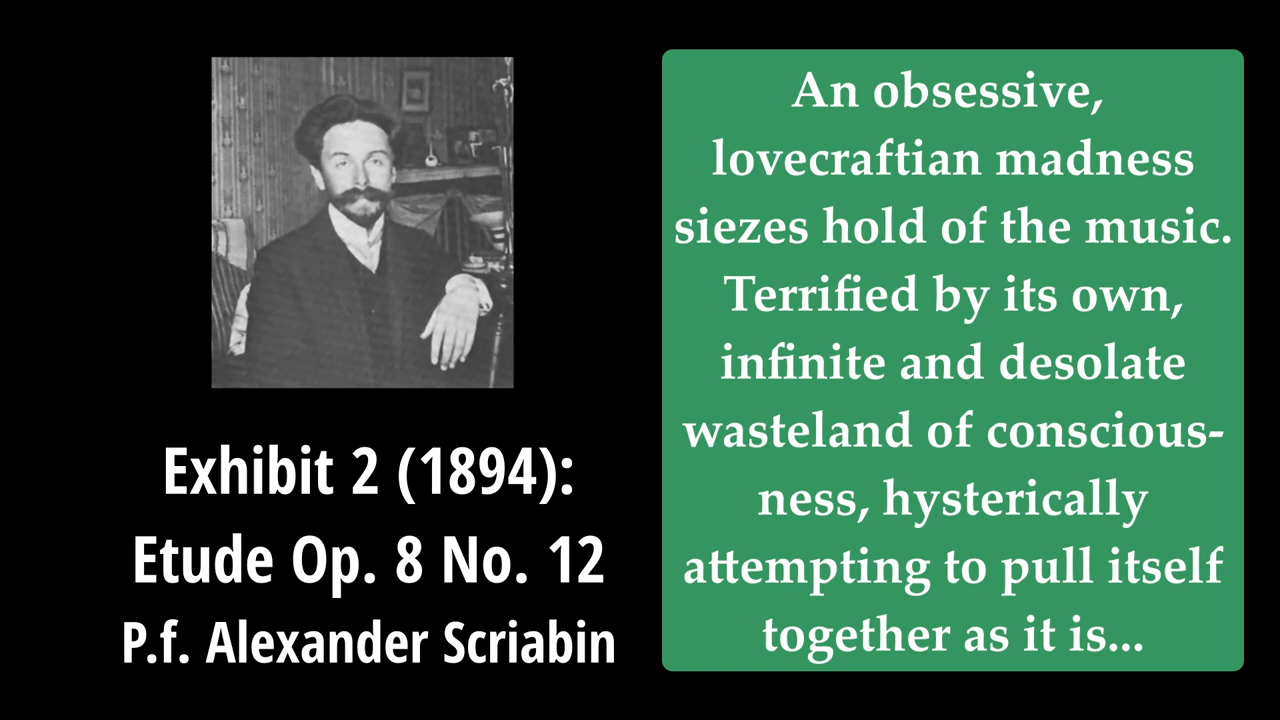 Exhibit 2 (1894):
Etude Op. 8 No. 12
P.f. Alexander Scriabin
An obsessive,
lovecraftian madness
siezes hold of the music.
Terrified by its own,
infinite and desolate
wasteland of conscious-
ness, hysterically
attempting to pull itself
together as it is...